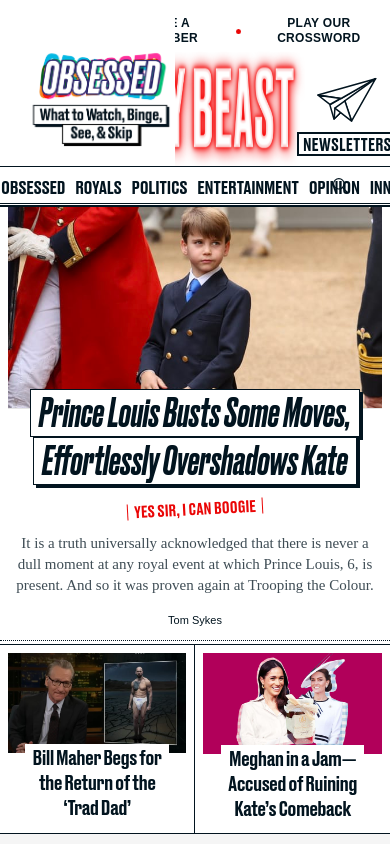 E A
BER
PLAY OUR
CROSSWORD
OBSESSED
What to Watch, Binge,
See, & Skip
Y BEAST
NEWSLETTERS
OBSESSED ROYALS POLITICS ENTERTAINMENT OPINION INN
Prince Louis Busts Some Moves,
Effortlessly Overshadows Kate
YES SIR, I CAN BOOGIE
It is a truth universally acknowledged that there is never a
dull moment at any royal event at which Prince Louis, 6, is
present. And so it was proven again at Trooping the Colour.
Tom Sykes
Bill Maher Begs for
the Return of the
‘Trad Dad’
Meghan in a Jam—
Accused of Ruining
Kate’s Comeback